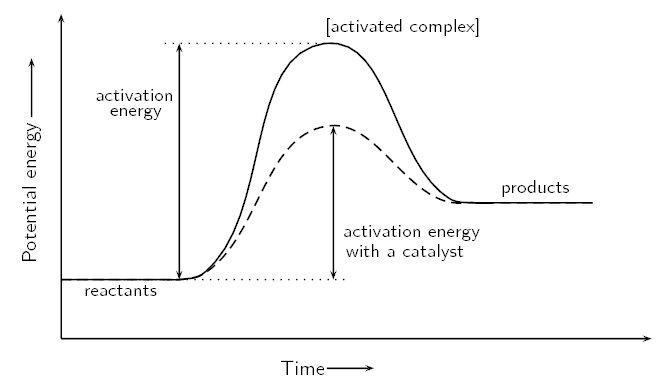 [activated complex]
activation
energy
Potential energy
products
activation energy
with a catalyst
reactants
Time